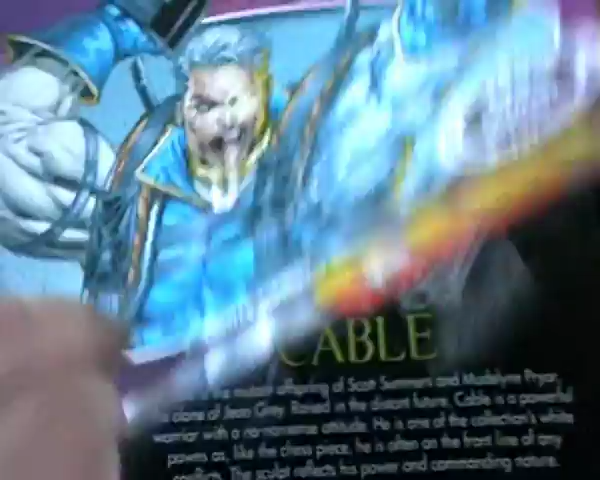 CABLE
is the mutant offspring of Scott Summers and Madelyne Pryor,
the clone of Jean Grey. Raised in the distant future, Cable is a powerful
warrior with a no-nonsense attitude. He is one of the collection's white
powers as, like the chess piece, he is often on the front line of any
conflicts. The sculpt reflects his power and commanding nature.